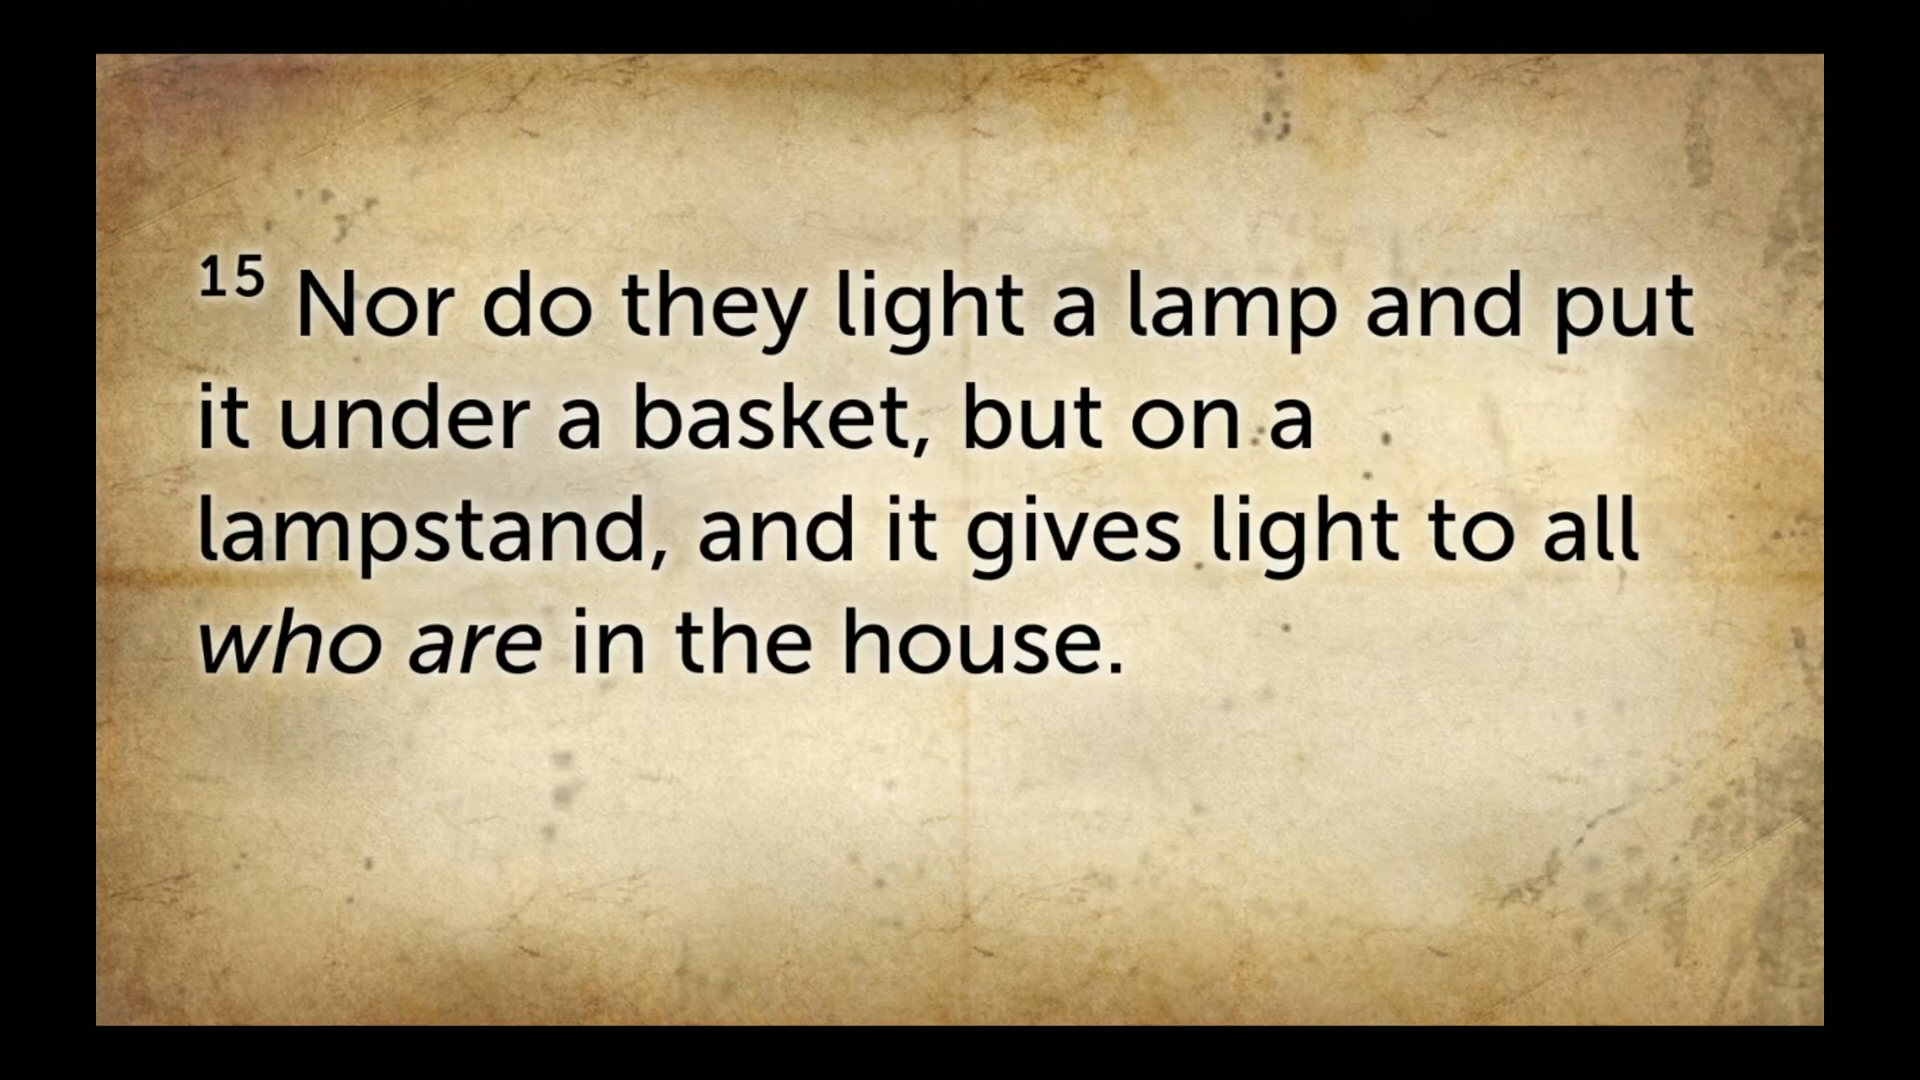 15 Nor do they light a lamp and put
it under a basket, but on a
lampstand, and it gives light to all
who are in the house.